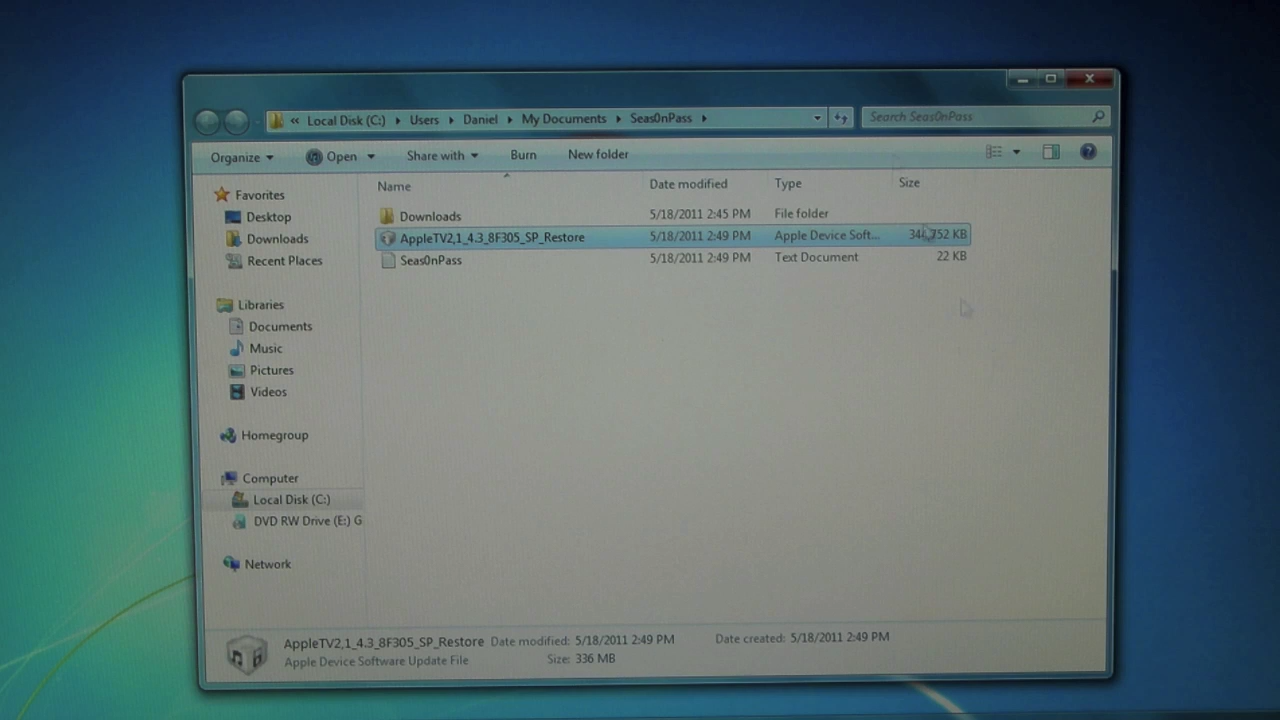 « Local Disk (C:) ▸ Users ▸ Daniel ▸ My Documents ▸ Seas0nPass ▸
Search Seas0nPass
Organize Open Share with Burn New folder
Name Date modified Type Size
Favorites
Desktop
Downloads
Recent Places
Libraries
Documents
Music
Pictures
Videos
Homegroup
Computer
Local Disk (C:)
DVD RW Drive (E:) G
Network
Downloads 5/18/2011 2:45 PM File folder
AppleTV2,1_4.3_8F305_SP_Restore 5/18/2011 2:49 PM Apple Device Soft... 752 KB
Seas0nPass 5/18/2011 2:49 PM Text Document 22 KB
AppleTV2,1_4.3_8F305_SP_Restore Date modified: 5/18/2011 2:49 PM Date created: 5/18/2011 2:49 PM
Apple Device Software Update File Size: 336 MB